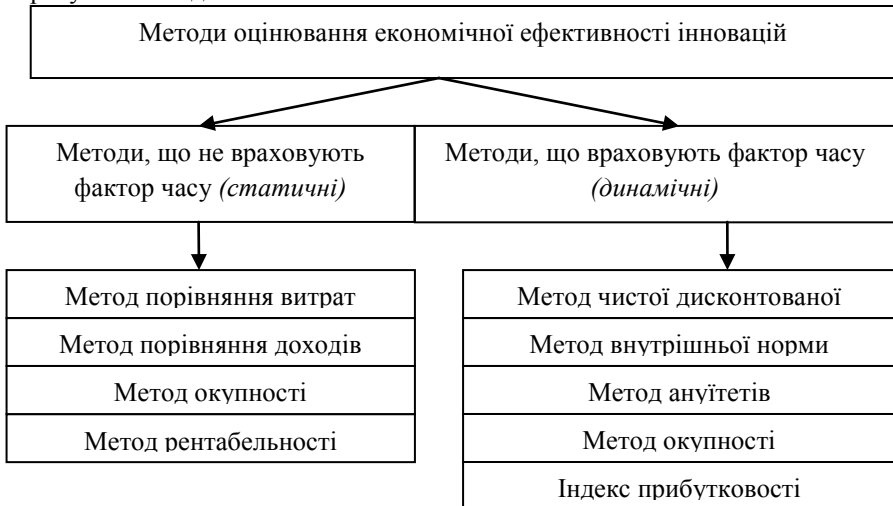 Методи оцінювання економічної ефективності інновацій
Методи, що не враховують
фактор часу (статичні)
Методи, що враховують фактор часу
(динамічні)
Метод порівняння витрат
Метод порівняння доходів
Метод окупності
Метод рентабельності
Метод чистої дисконтованої
Метод внутрішньої норми
Метод ануїтетів
Метод окупності
Індекс прибутковості